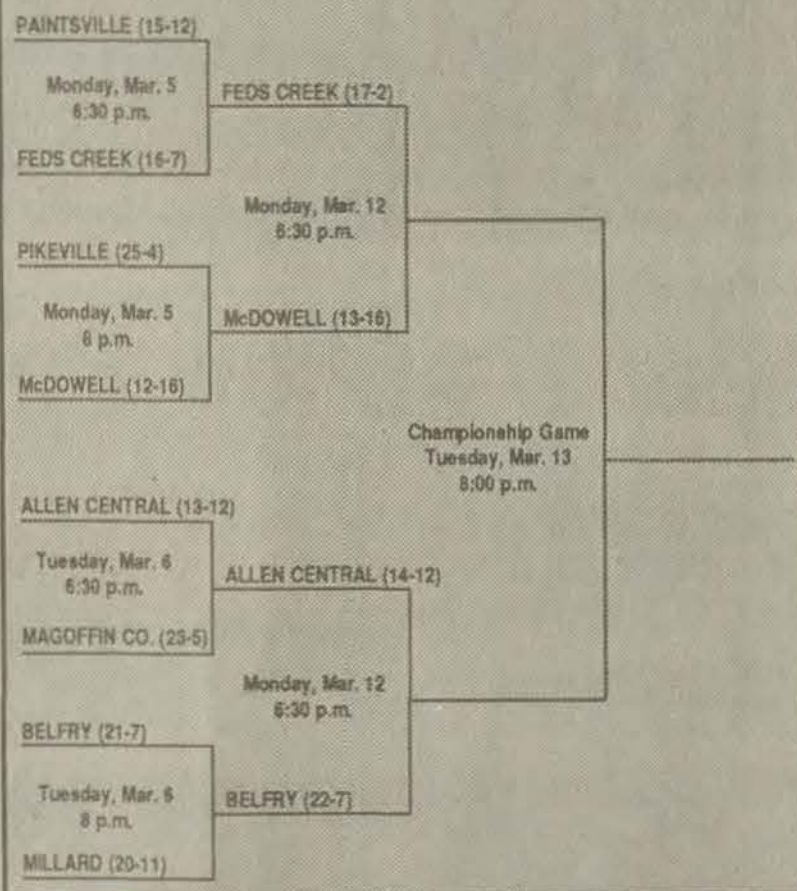 PAINTSVILLE (15-12)
Monday, Mar. 5
6:30 p.m.
FEDS CREEK (17-2)
FEDS CREEK (16-7)
Monday, Mar. 12
6:30 p.m.
PIKEVILLE (25-4)
Monday, Mar. 5
8 p.m.
McDOWELL (13-16)
McDOWELL (12-16)
Championship Game
Tuesday, Mar. 13
8:00 p.m.
ALLEN CENTRAL (13-12)
Tuesday, Mar. 6
6:30 p.m.
ALLEN CENTRAL (14-12)
MAGOFFIN CO. (23-5)
Monday, Mar. 12
6:30 p.m.
BELFRY (21-7)
Tuesday, Mar. 6
8 p.m.
BELFRY (22-7)
MILLARD (20-11)